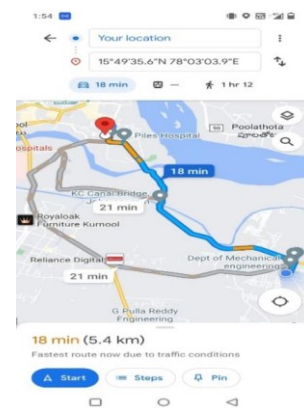 1:54
Your location
15°49'35.6"N 78°03'03.9"E
18 min
1 hr 12
Piles Hospital
Poolathota
ospitals
18 min
KC Canal Bridge,
21 min
Royaloak
Furniture Kurnool
Reliance Digital
Dept of Mechanical
engineering
21 min
G Pulla Reddy
Engineering
18 min (5.4 km)
Fastest route now due to traffic conditions
Start
Steps
Pin